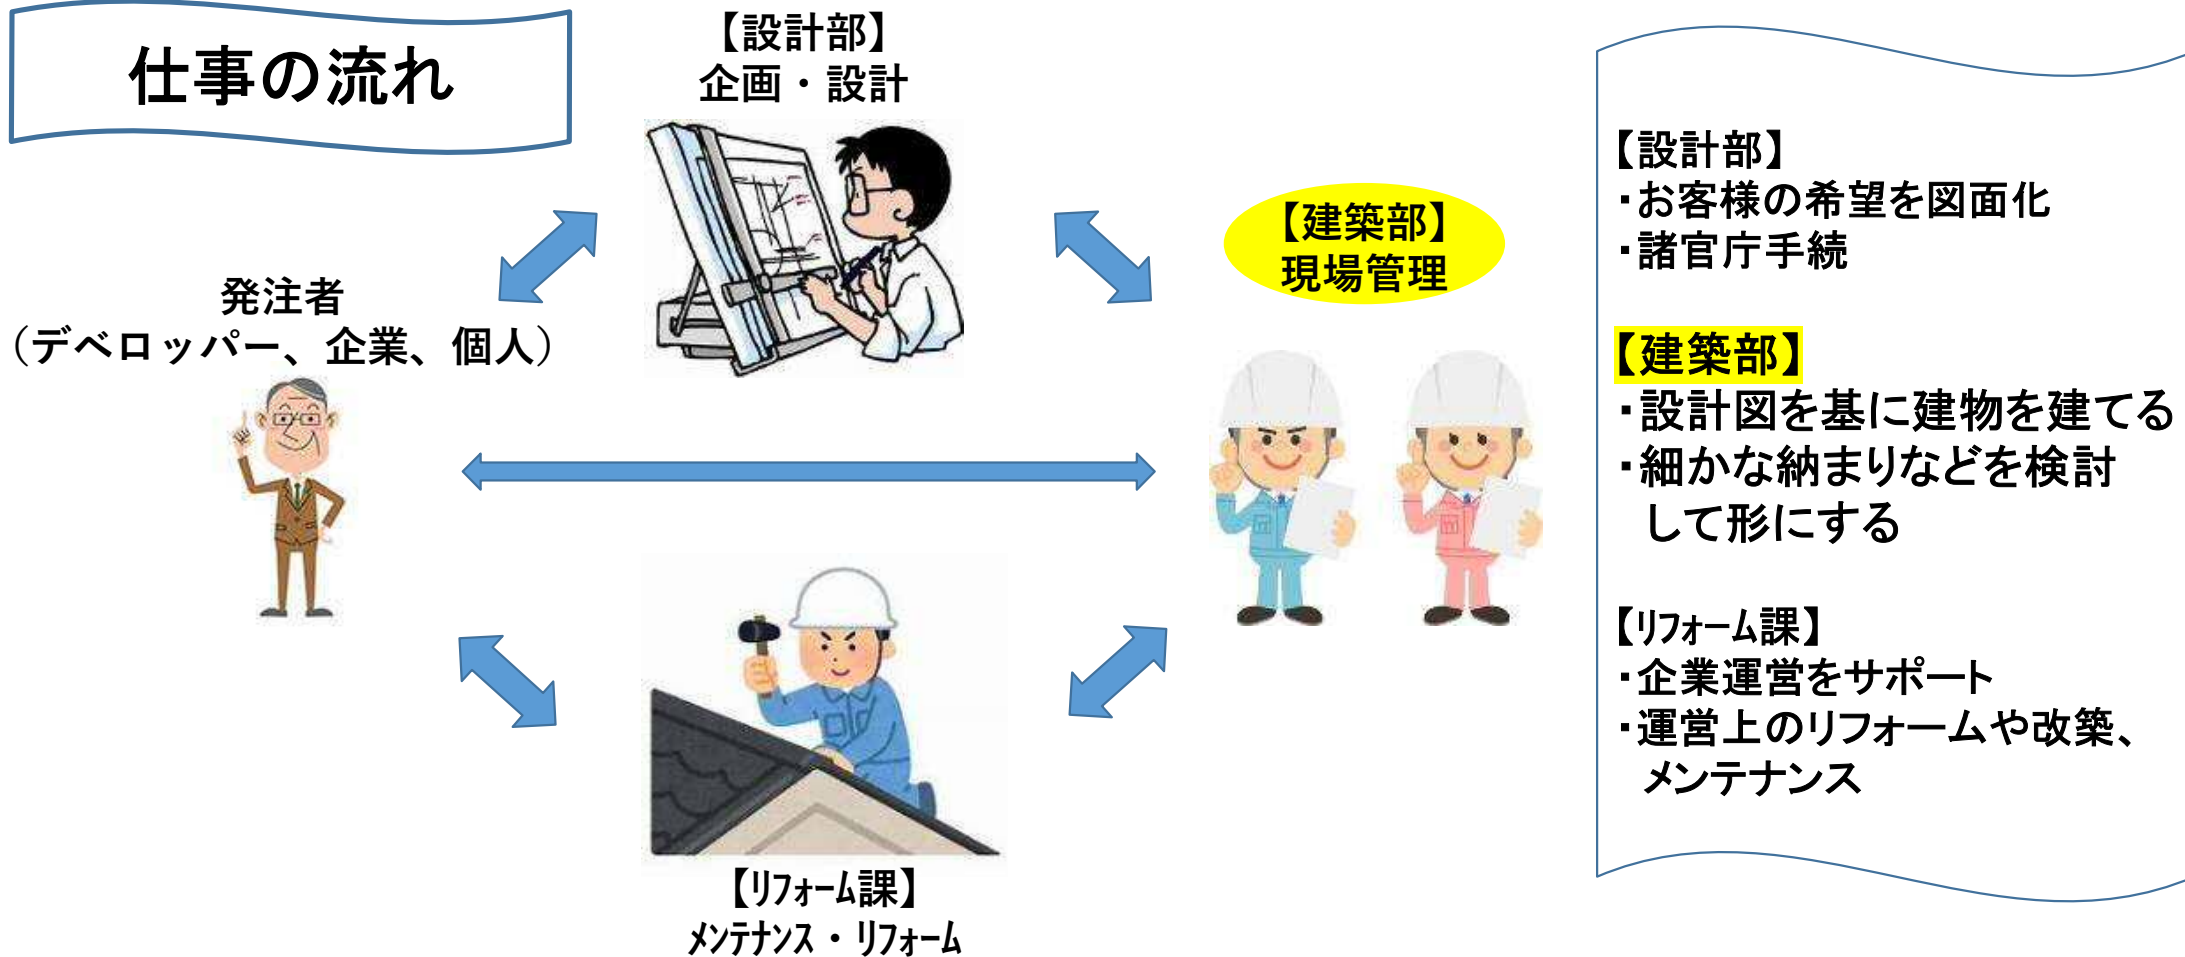 仕事の流れ
【設計部】
企画・設計
発注者
（デベロッパー、企業、個人）
【建築部】
現場管理
【リフォーム課】
メンテナンス・リフォーム
【設計部】
・お客様の希望を図面化
・諸官庁手続
【建築部】
・設計図を基に建物を建てる
・細かな納まりなどを検討
して形にする
【リフォーム課】
・企業運営をサポート
・運営上のリフォームや改築、
メンテナンス